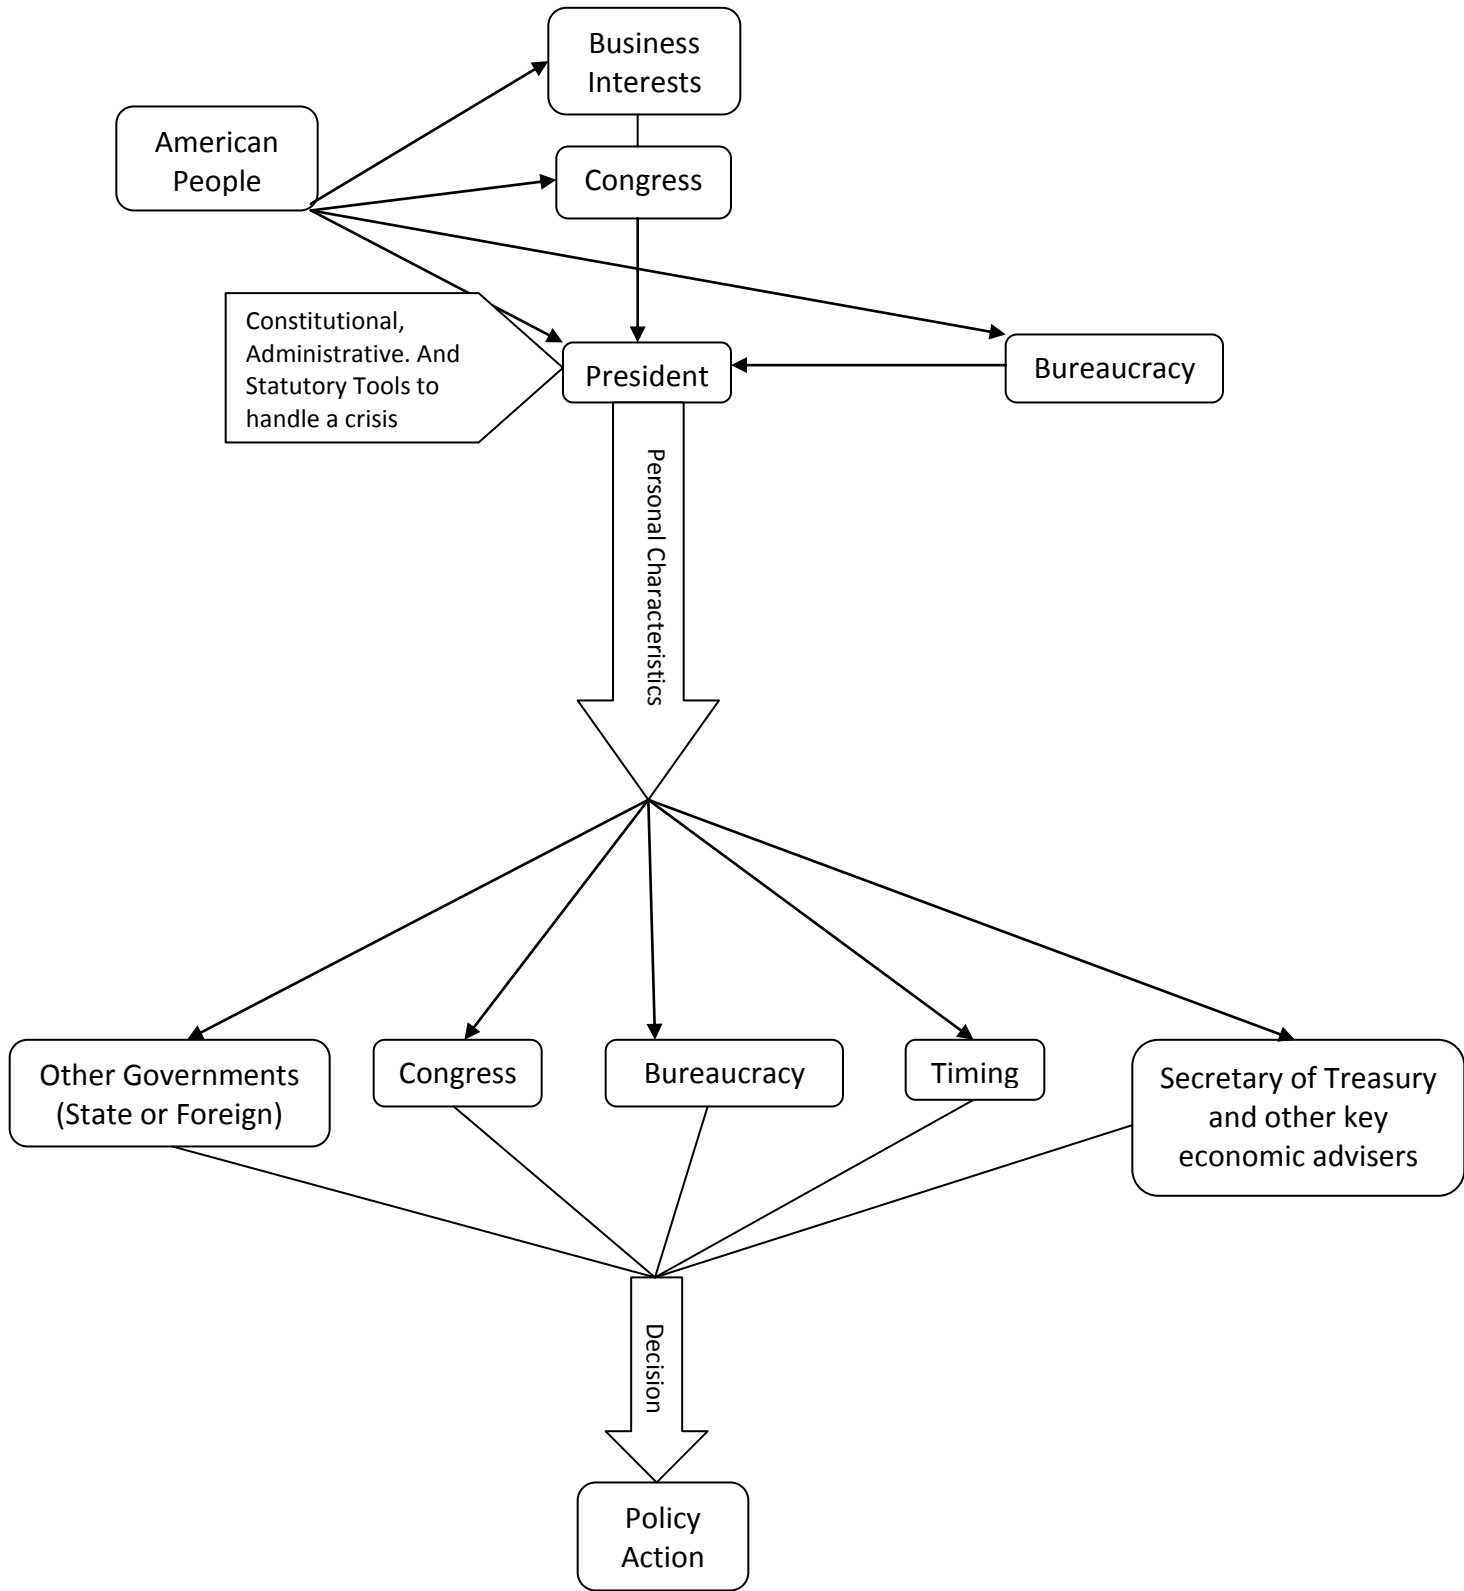 Business
Interests
American
People
Congress
Constitutional,
Administrative. And
Statutory Tools to
handle a crisis
President
Bureaucracy
Personal Characteristics
Other Governments
(State or Foreign)
Congress
Bureaucracy
Timing
Secretary of Treasury
and other key
economic advisers
Decision
Policy
Action